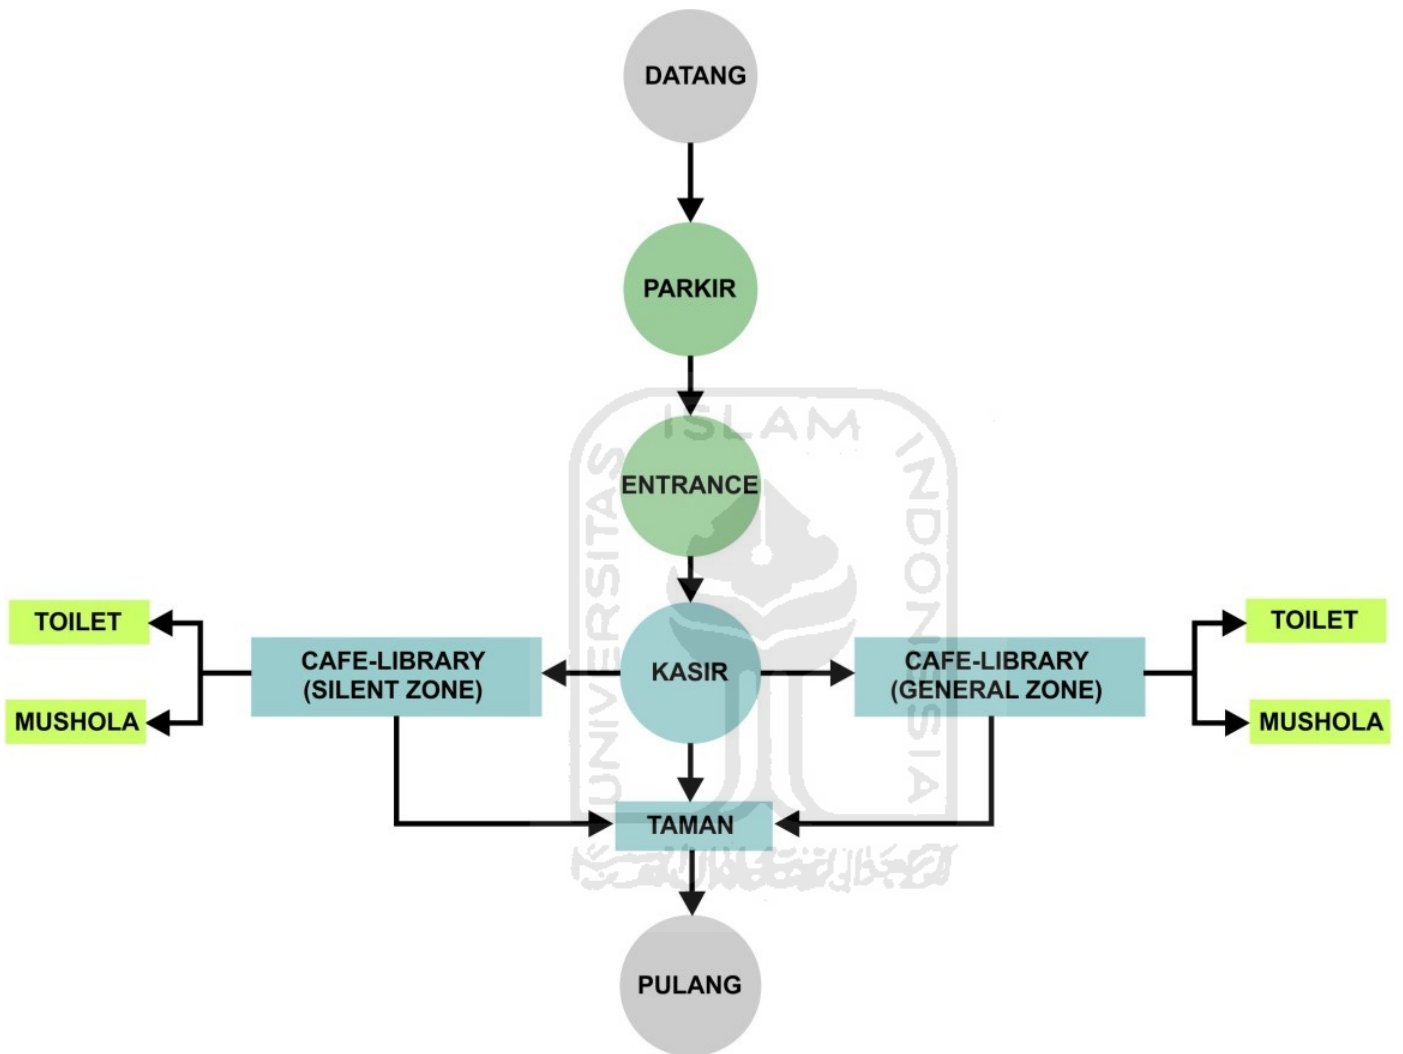 DATANG
PARKIR
ISLAM
UNIVERSITAS
INDONESIA
ENTRANCE
TOILET
MUSHOLA
CAFE-LIBRARY
(SILENT ZONE)
KASIR
CAFE-LIBRARY
(GENERAL ZONE)
TOILET
MUSHOLA
TAMAN
PULANG